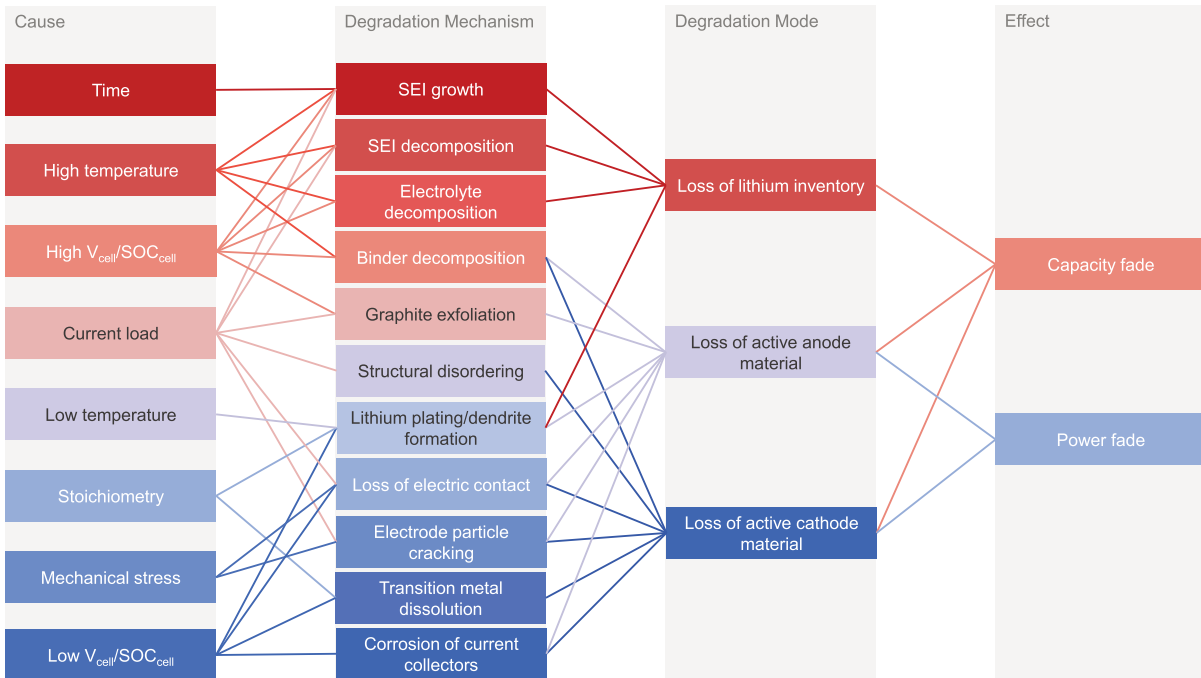 Cause
Time
High temperature
High Vcell/SOCcell
Current load
Low temperature
Stoichiometry
Mechanical stress
Low Vcell/SOCcell
Degradation Mechanism
SEI growth
SEI decomposition
Electrolyte
decomposition
Binder decomposition
Graphite exfoliation
Structural disordering
Lithium plating/dendrite
formation
Loss of electric contact
Electrode particle
cracking
Transition metal
dissolution
Corrosion of current
collectors
Degradation Mode
Loss of lithium inventory
Loss of active anode
material
Loss of active cathode
material
Effect
Capacity fade
Power fade